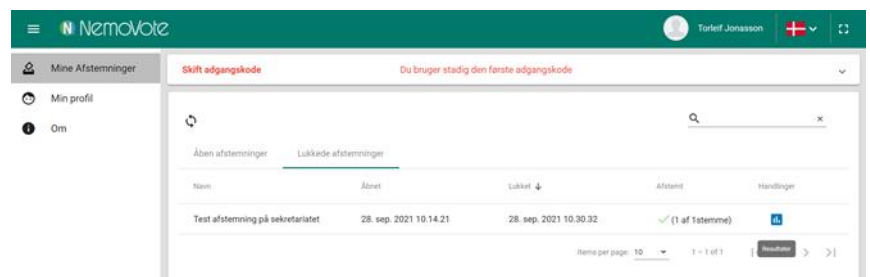 NemoVote
Torleif Jonasson
Mine Afstemninger
Skift adgangskode Du bruger stadig den første adgangskode
Min profil
Om
Åben afstemninger Lukkede afstemninger
Navn Åbnet Lukket Afstemt Handlinger
Test afstemning på sekretariatet 28. sep. 2021 10.14.21 28. sep. 2021 10.30.32 (1 af 1stemme)
Items per page: 10 1 – 1 of 1 Resultater